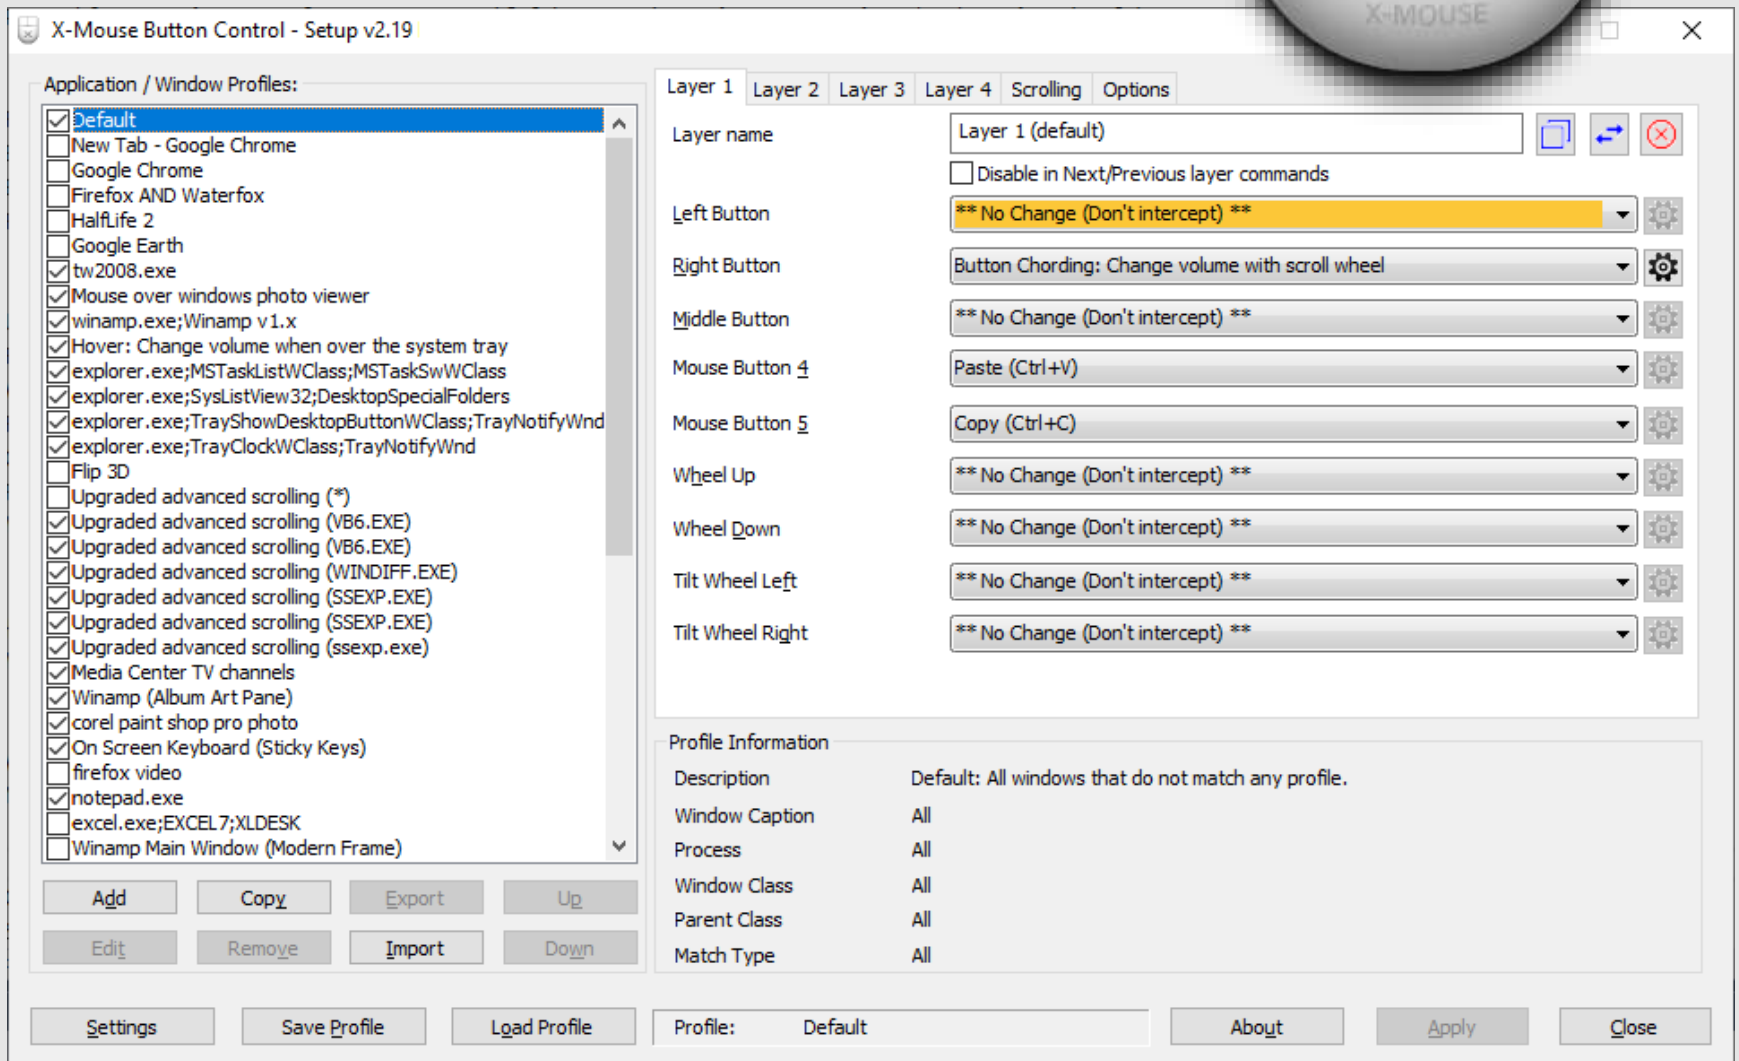 X-MOUSE
X-Mouse Button Control - Setup v2.19
Application / Window Profiles:
Default
New Tab - Google Chrome
Google Chrome
Firefox AND Waterfox
HalfLife 2
Google Earth
tw2008.exe
Mouse over windows photo viewer
winamp.exe;Winamp v1.x
Hover: Change volume when over the system tray
explorer.exe;MSTaskListWClass;MSTaskSwWClass
explorer.exe;SysListView32;DesktopSpecialFolders
explorer.exe;TrayShowDesktopButtonWClass;TrayNotifyWnd
explorer.exe;TrayClockWClass;TrayNotifyWnd
Flip 3D
Upgraded advanced scrolling (*)
Upgraded advanced scrolling (VB6.EXE)
Upgraded advanced scrolling (VB6.EXE)
Upgraded advanced scrolling (WINDIFF.EXE)
Upgraded advanced scrolling (SSEXP.EXE)
Upgraded advanced scrolling (SSEXP.EXE)
Upgraded advanced scrolling (ssexp.exe)
Media Center TV channels
Winamp (Album Art Pane)
corel paint shop pro photo
On Screen Keyboard (Sticky Keys)
firefox video
notepad.exe
excel.exe;EXCEL7;XLDESK
Winamp Main Window (Modern Frame)
Add Copy Export Up
Edit Remove Import Down
Layer 1 Layer 2 Layer 3 Layer 4 Scrolling Options
Layer name Layer 1 (default)
Disable in Next/Previous layer commands
Left Button ** No Change (Don't intercept) **
Right Button Button Chording: Change volume with scroll wheel
Middle Button ** No Change (Don't intercept) **
Mouse Button 4 Paste (Ctrl+V)
Mouse Button 5 Copy (Ctrl+C)
Wheel Up ** No Change (Don't intercept) **
Wheel Down ** No Change (Don't intercept) **
Tilt Wheel Left ** No Change (Don't intercept) **
Tilt Wheel Right ** No Change (Don't intercept) **
Profile Information
Description Default: All windows that do not match any profile.
Window Caption All
Process All
Window Class All
Parent Class All
Match Type All
Settings Save Profile Load Profile Profile: Default About Apply Close